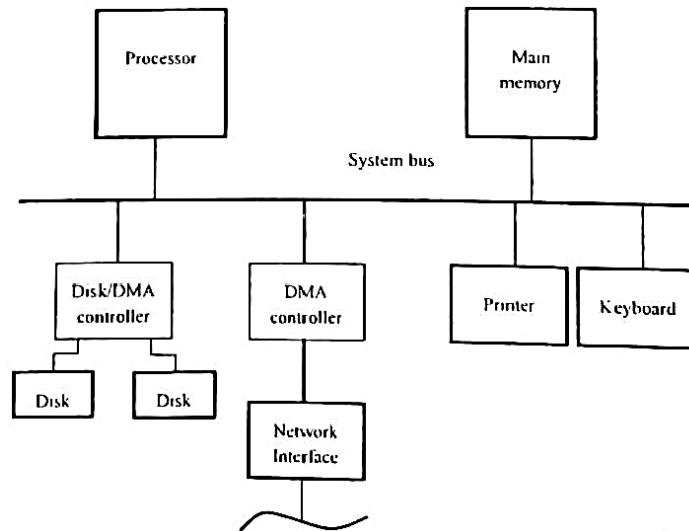 Processor
Main
memory
System bus
Disk/DMA
controller
DMA
controller
Printer
Keyboard
Disk
Disk
Network
Interface